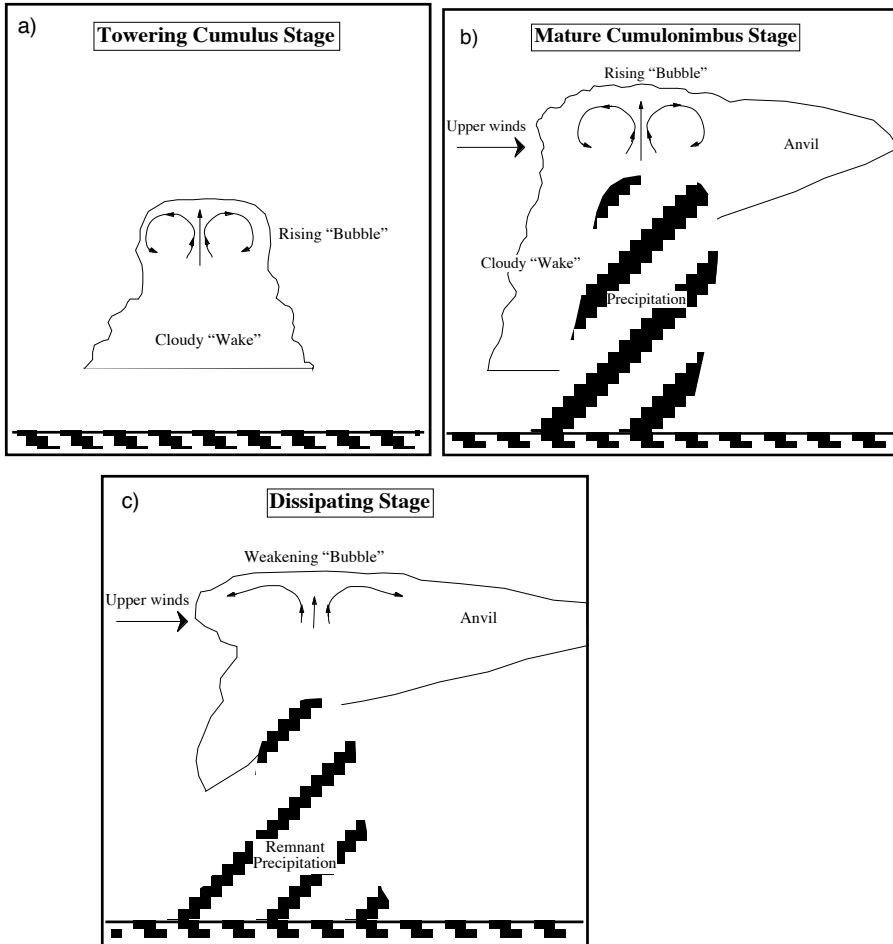 a)
Towering Cumulus Stage
Rising “Bubble”
Cloudy “Wake”
b)
Mature Cumulonimbus Stage
Rising “Bubble”
Upper winds
Anvil
Cloudy “Wake”
Precipitation
c)
Dissipating Stage
Weakening “Bubble”
Upper winds
Anvil
Remnant
Precipitation